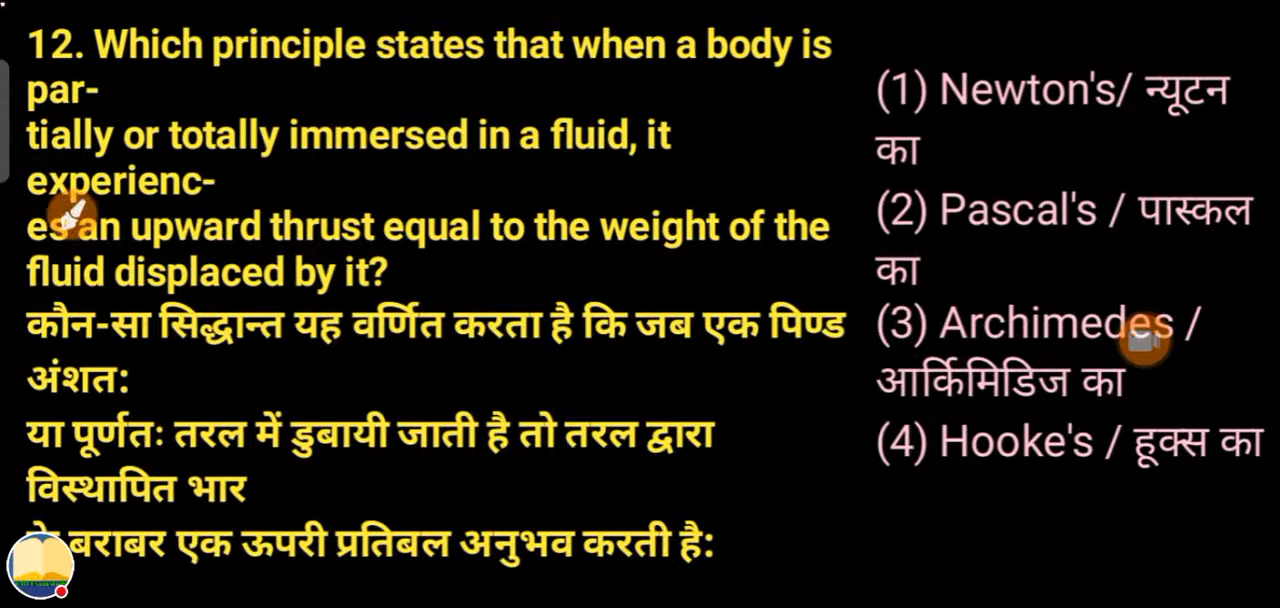 12. Which principle states that when a body is
par-
tially or totally immersed in a fluid, it
experienc-
es an upward thrust equal to the weight of the
fluid displaced by it?
कौन-सा सिद्धान्त यह वर्णित करता है कि जब एक पिण्ड
अंशत:
या पूर्णतः तरल में डुबायी जाती है तो तरल द्वारा
विस्थापित भार
बराबर एक ऊपरी प्रतिबल अनुभव करती है:
(1) Newton's/ न्यूटन
का
(2) Pascal's / पास्कल
का
(3) Archimedes /
आर्किमिडिज का
(4) Hooke's / हूक्स का